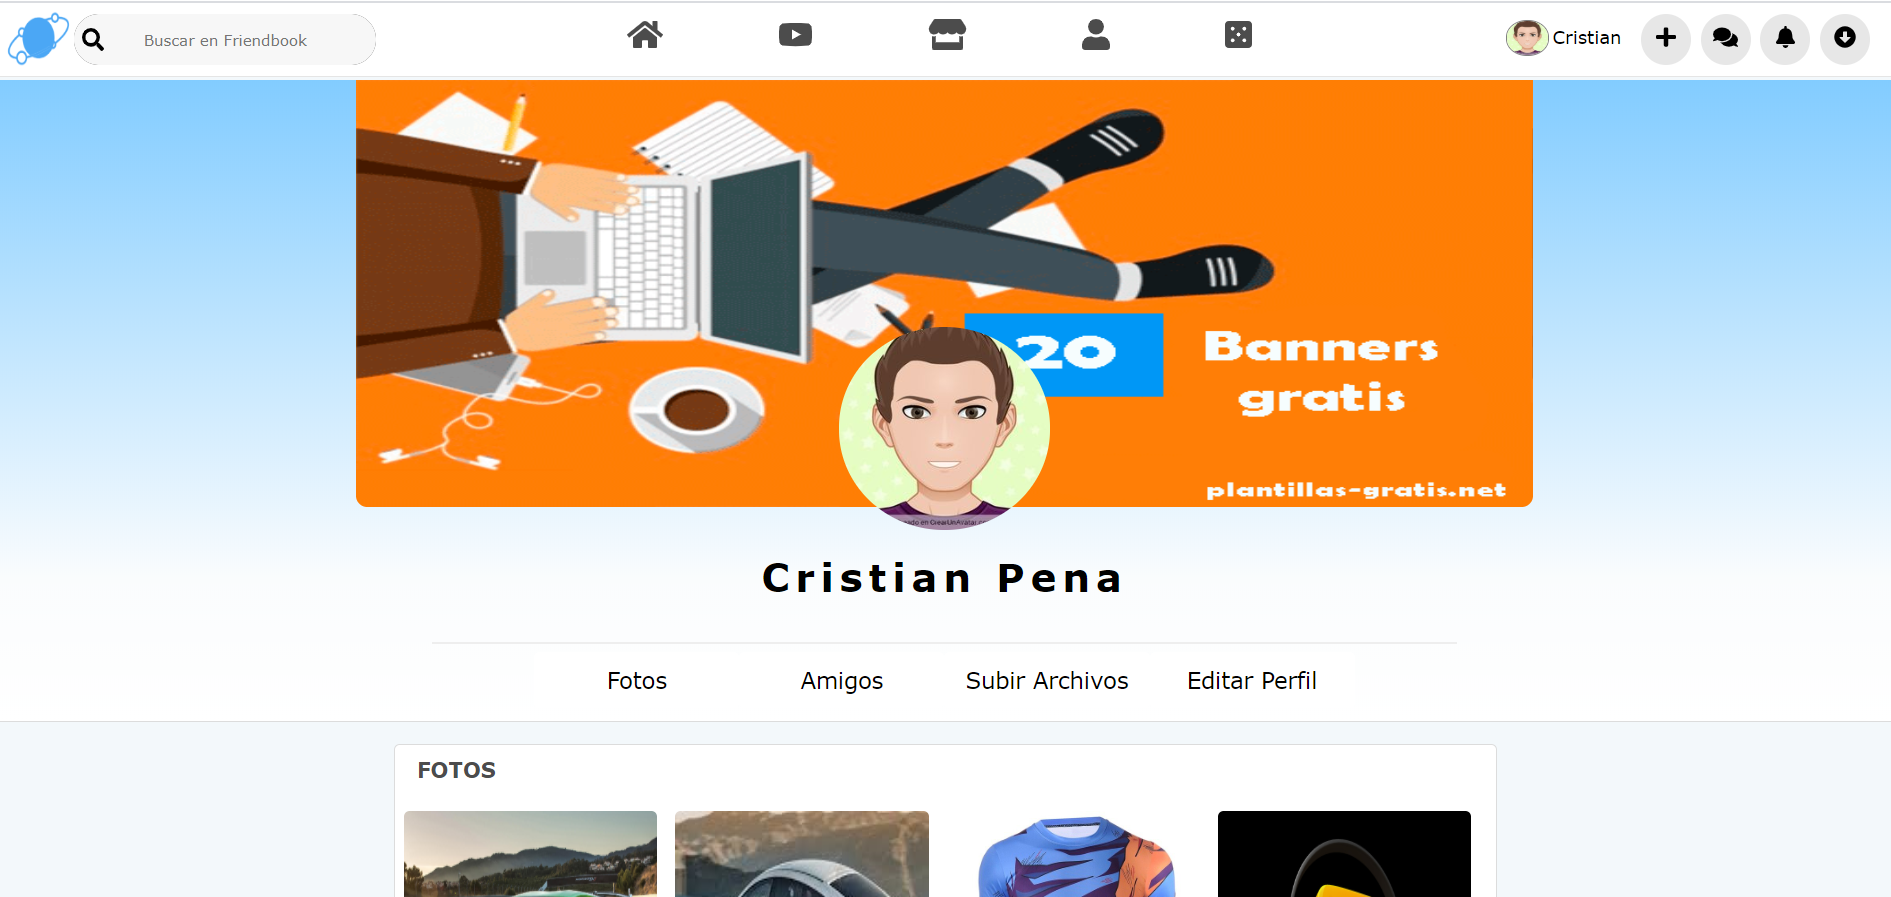 Buscar en Friendbook
Cristian
20
Banners
gratis
plantillas-gratis.net
Cristian Pena
Fotos
Amigos
Subir Archivos
Editar Perfil
FOTOS